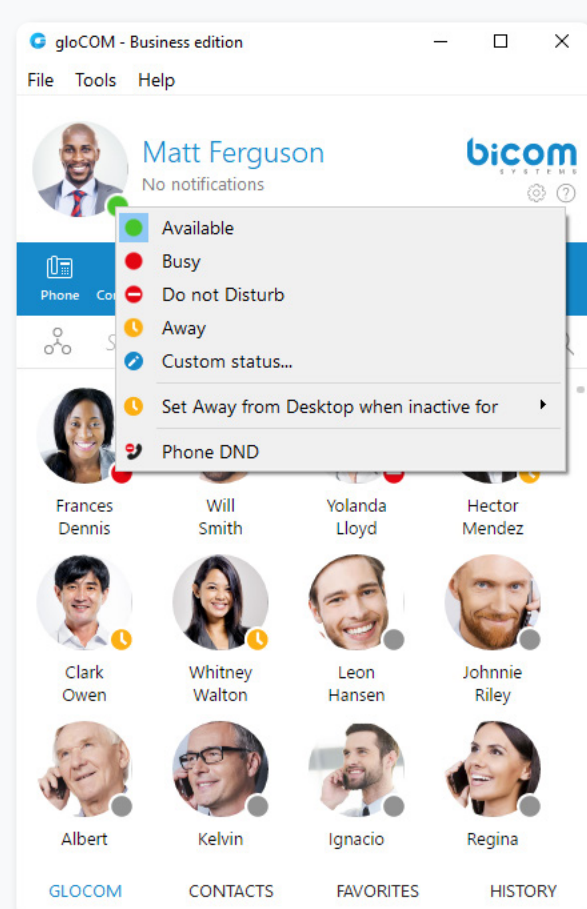 gloCOM - Business edition
File Tools Help
Matt Ferguson
No notifications
bicom
SYSTEMS
Available
Busy
Do not Disturb
Away
Custom status...
Set Away from Desktop when inactive for
Phone DND
Phone
Frances
Dennis
Will
Smith
Yolanda
Lloyd
Hector
Mendez
Clark
Owen
Whitney
Walton
Leon
Hansen
Johnnie
Riley
Albert
Kelvin
Ignacio
Regina
GLOCOM CONTACTS FAVORITES HISTORY